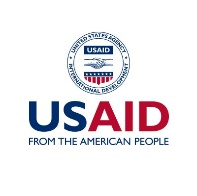 UNITED STATES AGENCY
USAID
INTERNATIONAL DEVELOPMENT
USAID
FROM THE AMERICAN PEOPLE